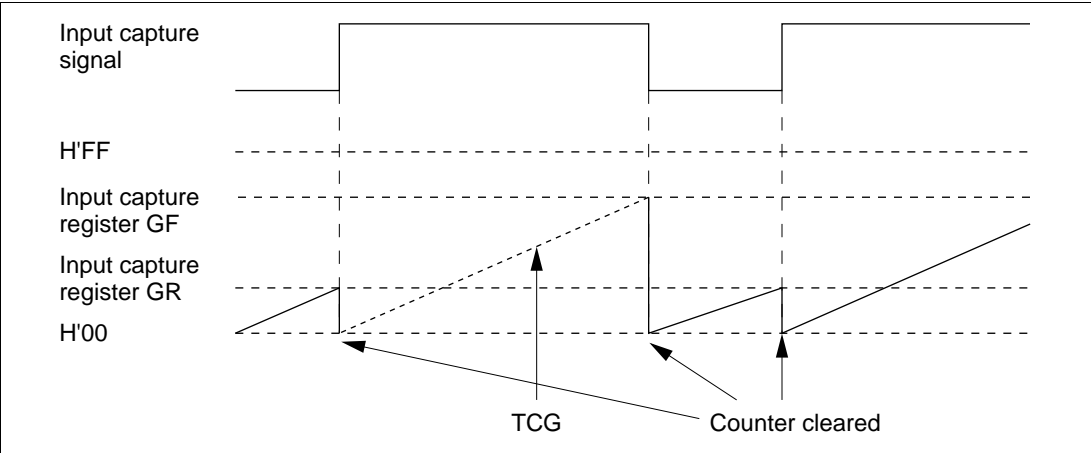 Input capture
signal
H'FF
Input capture
register GF
Input capture
register GR
H'00
TCG
Counter cleared